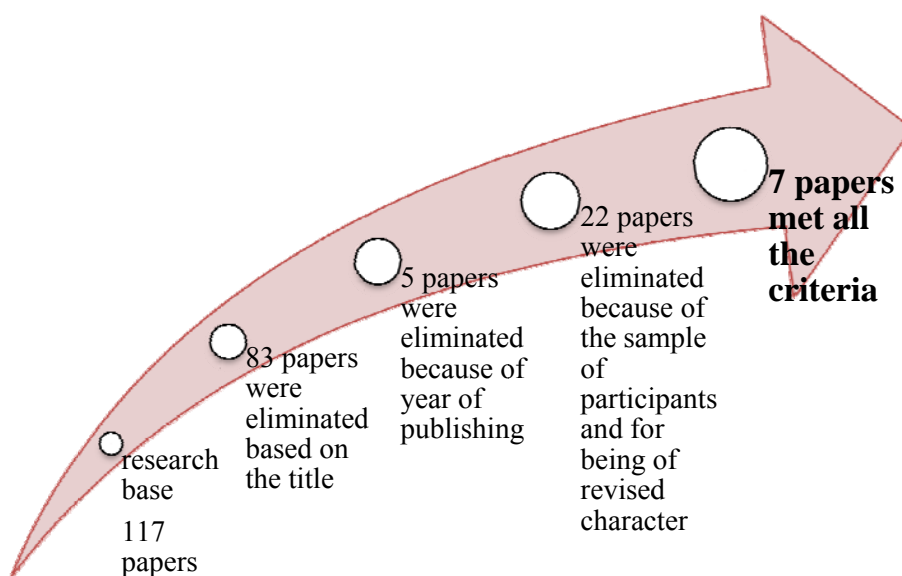 research
base
117
papers
83 papers
were
eliminated
based on
the title
5 papers
were
eliminated
because of
year of
publishing
22 papers
were
eliminated
because of
the sample
of
participants
and for
being of
revised
character
7 papers
met all
the
criteria